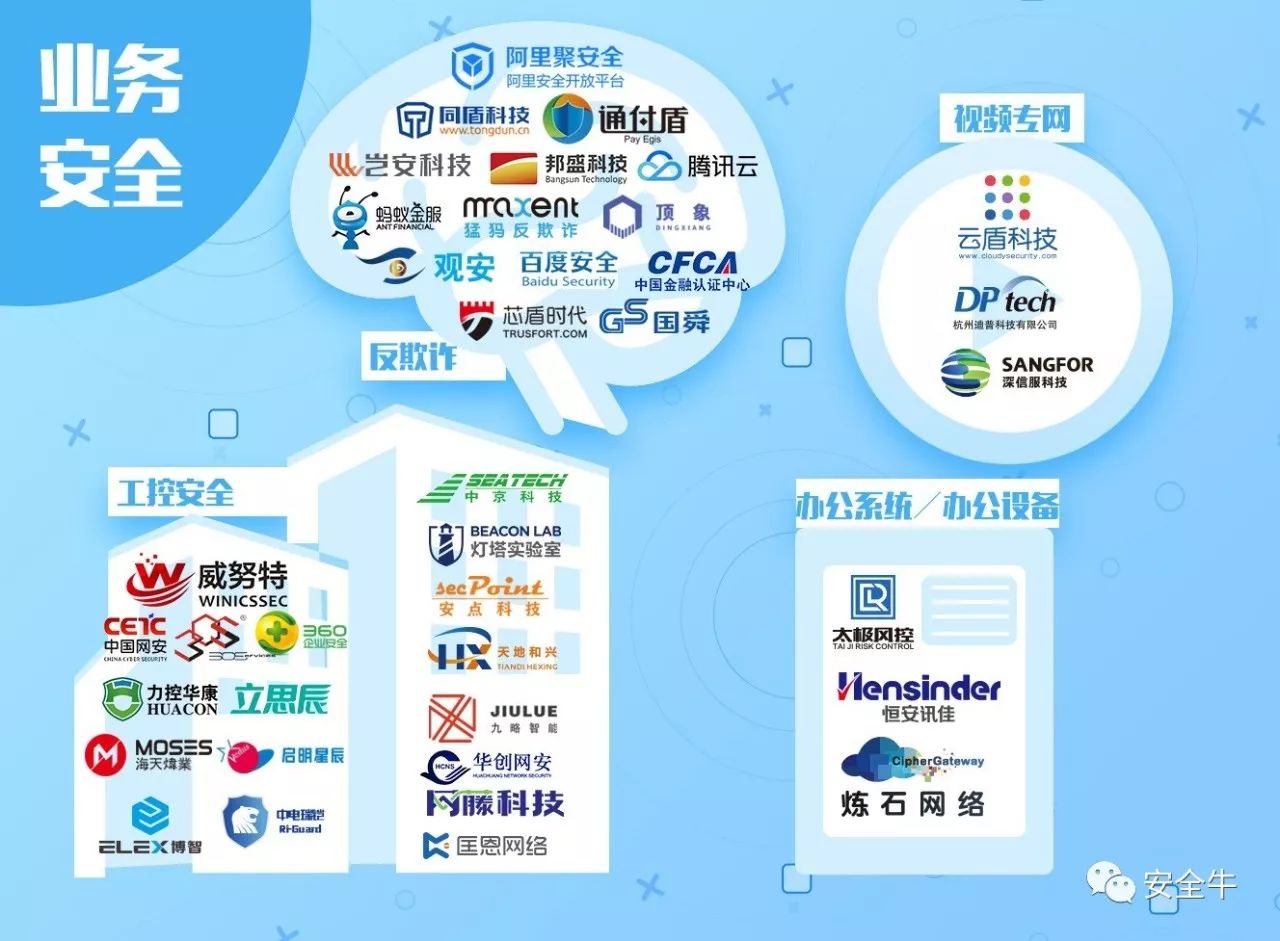 业务
安全
阿里聚安全
阿里安全开放平台
同盾科技
www.tongdun.cn
通付盾
Pay Egis
岂安科技
邦盛科技
Bangsun Technology
腾讯云
蚂蚁金服
ANT FINANCIAL
maxent
猛犸反欺诈
顶象
DINGXIANG
观安
百度安全
Baidu Security
CFCA
中国金融认证中心
芯盾时代
TRUSFORT.COM
GS国舜
反欺诈
视频专网
云盾科技
www.cloudysecurity.com
DPtech
杭州迪普科技有限公司
SANGFOR
深信服科技
工控安全
威努特
WINICSSEC
CETC
中国网安
CHINA CYBER SECURITY
360
企业安全
力控华康
HUACON
立思辰
MOSES
海天煒業
Venus
启明星辰
ELEX博智
中电瑞铠
Ri-Guard
SEATECH
中京科技
BEACON LAB
灯塔实验室
secPoint
安点科技
HX
天地和兴
TIANDI HEXING
JIULUE
九略智能
HCNS
华创网安
HUACHUANG NETWORK SECURITY
网藤科技
匡恩网络
办公系统／办公设备
太极风控
TAI JI RISK CONTROL
Hensinder
恒安讯佳
CipherGateway
炼石网络
安全牛